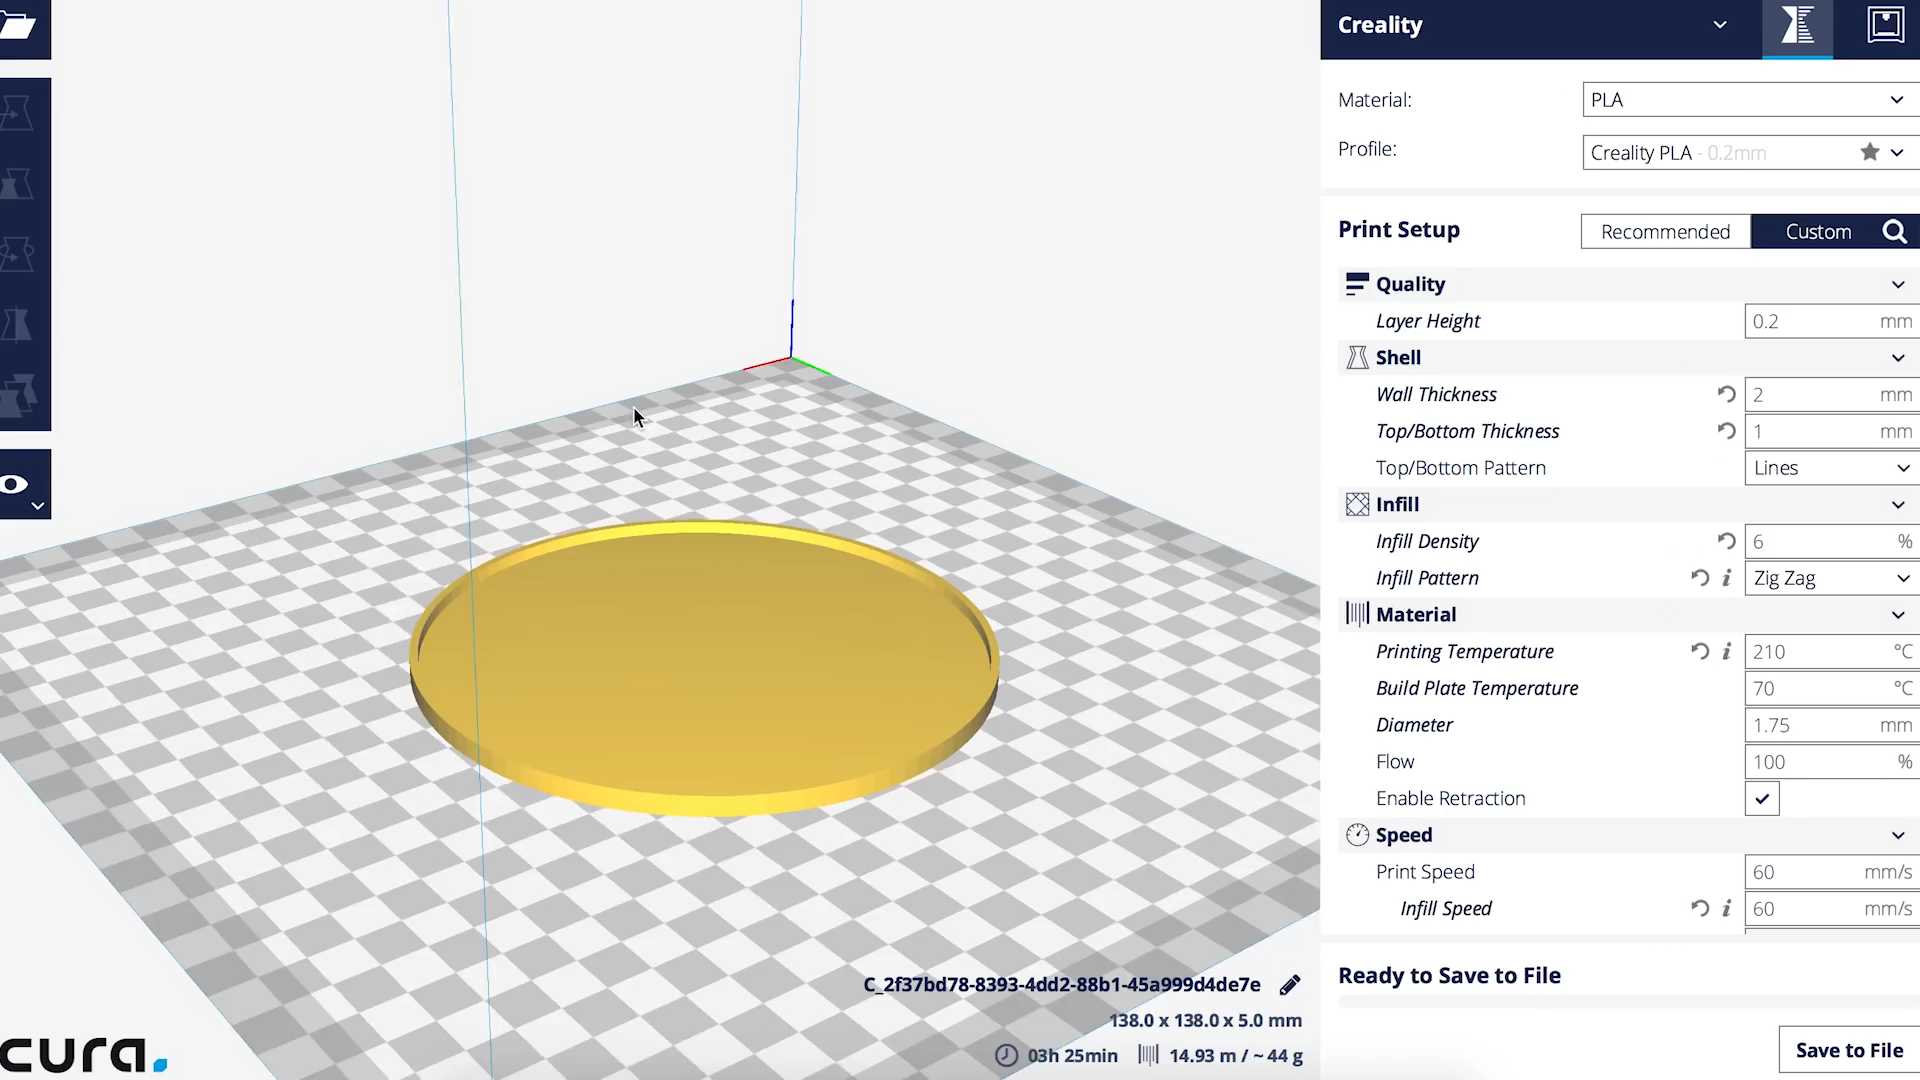 Creality
Material: PLA
Profile: Creality PLA - 0.2mm
Print Setup Recommended Custom
Quality
Layer Height 0.2 mm
Shell
Wall Thickness 2 mm
Top/Bottom Thickness 1 mm
Top/Bottom Pattern Lines
Infill
Infill Density 6 %
Infill Pattern i Zig Zag
Material
Printing Temperature i 210 °C
Build Plate Temperature 70 °C
Diameter 1.75 mm
Flow 100 %
Enable Retraction
Speed
Print Speed 60 mm/s
Infill Speed i 60 mm/s
C_2f37bd78-8393-4dd2-88b1-45a999d4de7e
138.0 x 138.0 x 5.0 mm
03h 25min 14.93 m / ~ 44 g
Ready to Save to File
Save to File
cura.